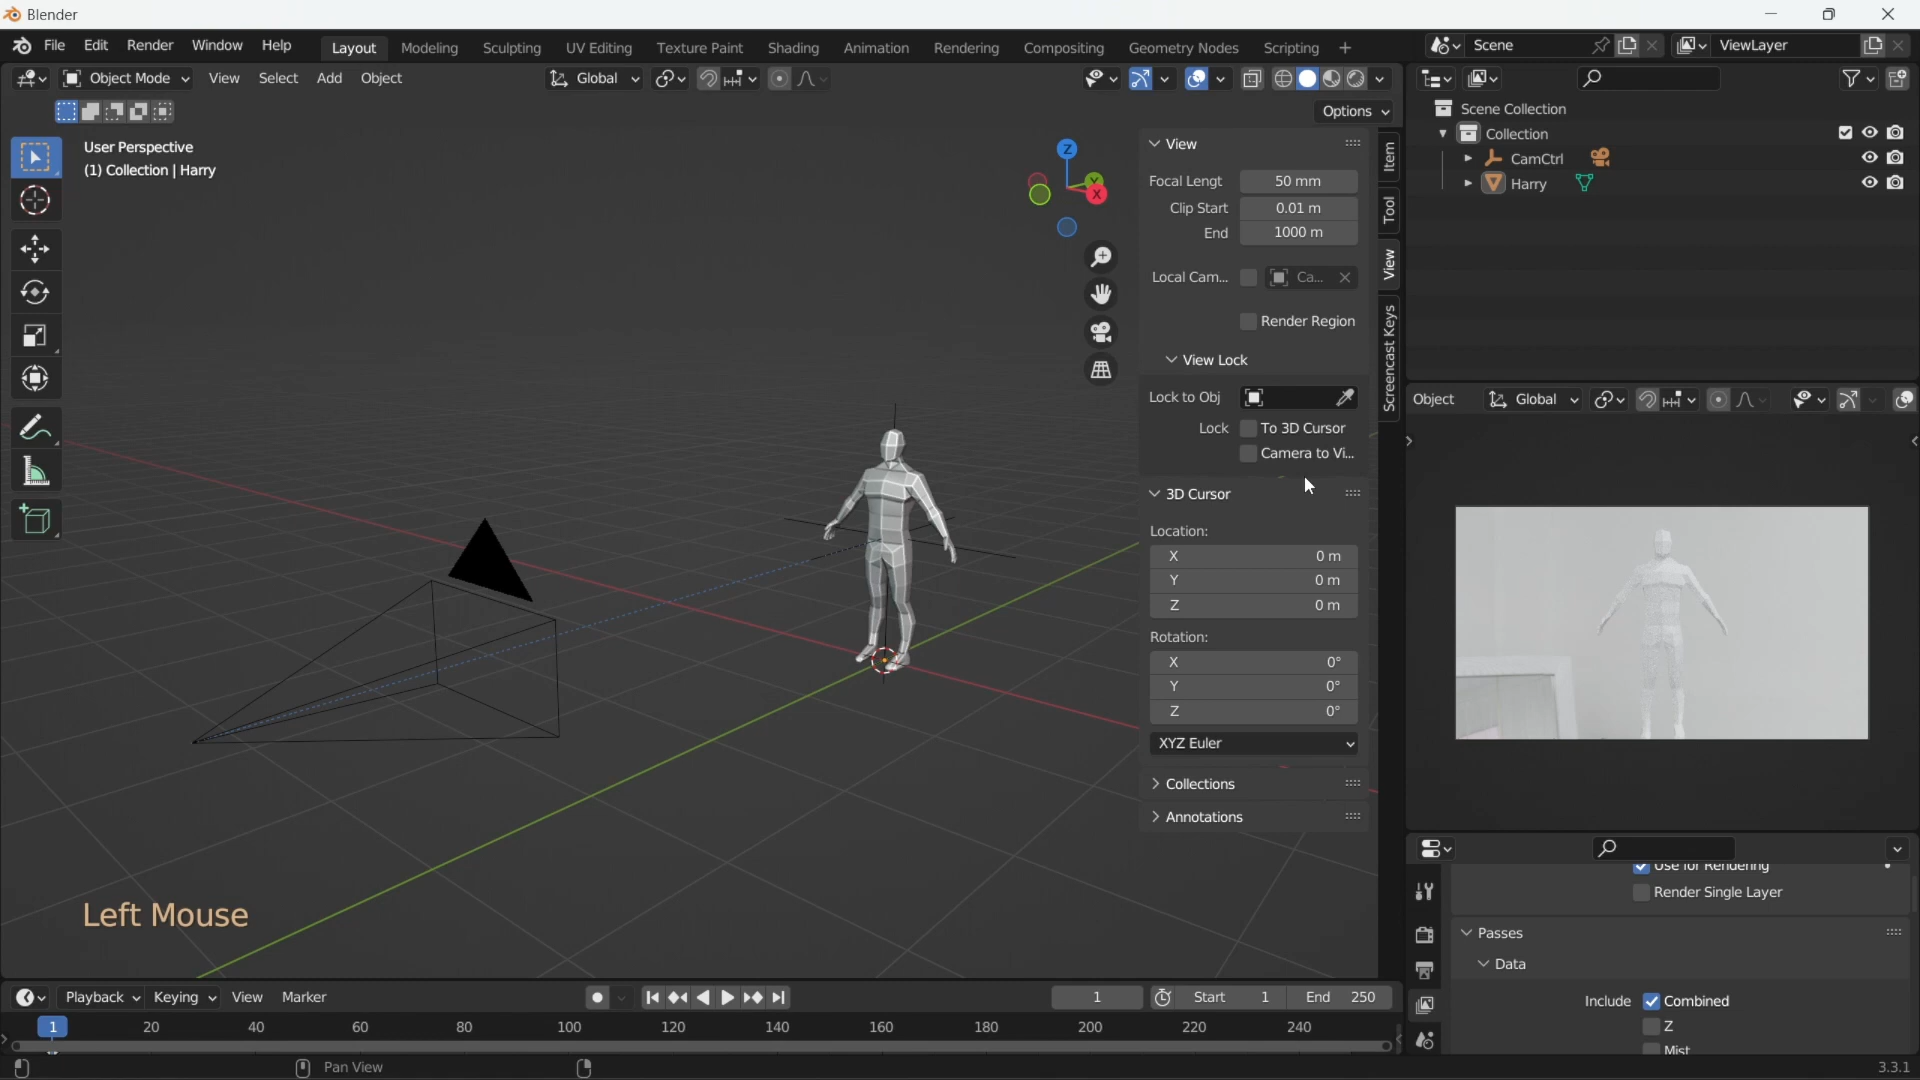 Blender
File Edit Render Window Help Layout Modeling Sculpting UV Editing Texture Paint Shading Animation Rendering Compositing Geometry Nodes Scripting + Scene ViewLayer
Object Mode View Select Add Object Global
Options
User Perspective
(1) Collection | Harry
Z
Y
X
View
Focal Lengt 50 mm
Clip Start 0.01 m
End 1000 m
Local Cam... Ca...
Render Region
View Lock
Lock to Obj
Lock To 3D Cursor
Camera to Vi...
3D Cursor
Location:
X 0 m
Y 0 m
Z 0 m
Rotation:
X 0°
Y 0°
Z 0°
XYZ Euler
Collections
Annotations
Item
Tool
View
Screencast Keys
Scene Collection
Collection
CamCtrl
Harry
Object Global
Use for Rendering
Render Single Layer
Passes
Data
Include Combined
Z
Mist
Left Mouse
Playback Keying View Marker 1 Start 1 End 250
1 20 40 60 80 100 120 140 160 180 200 220 240
Pan View 3.3.1